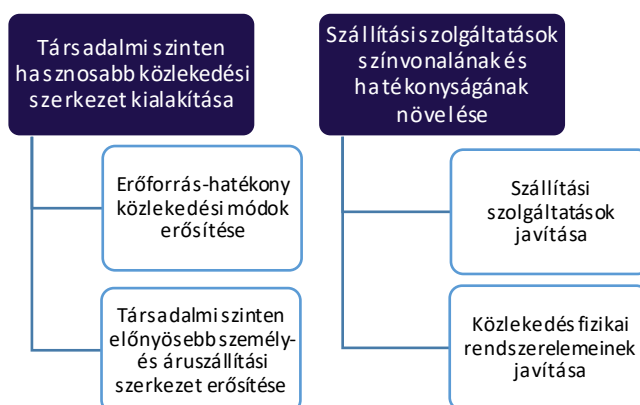 Társadalmi szinten
hasznosabb közlekedési
szerkezet kialakítása
Erőforrás-hatékony
közlekedési módok
erősítése
Társadalmi szinten
előnyösebb személy-
és áruszállítási
szerkezet erősítése
Szállítási szolgáltatások
színvonalának és
hatékonyságának
növelése
Szállítási
szolgáltatások
javítása
Közlekedés fizikai
rendszerelemeinek
javítása